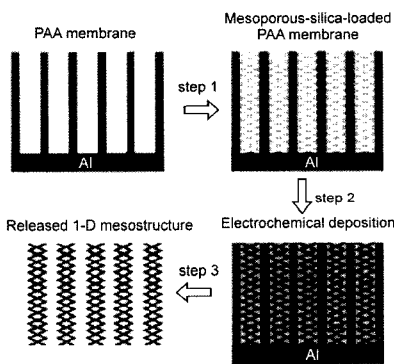 PAA membrane
Mesoporous-silica-loaded
PAA membrane
Al
step 1
Al
step 2
Released 1-D mesostructure
Electrochemical deposition
step 3
Al